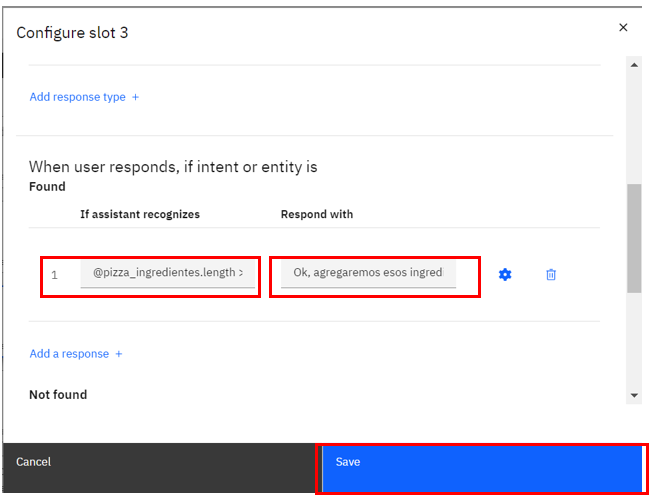 Configure slot 3
Add response type +
When user responds, if intent or entity is
Found
If assistant recognizes Respond with
1 @pizza_ingredientes.length > Ok, agregaremos esos ingredi
Add a response +
Not found
Cancel Save